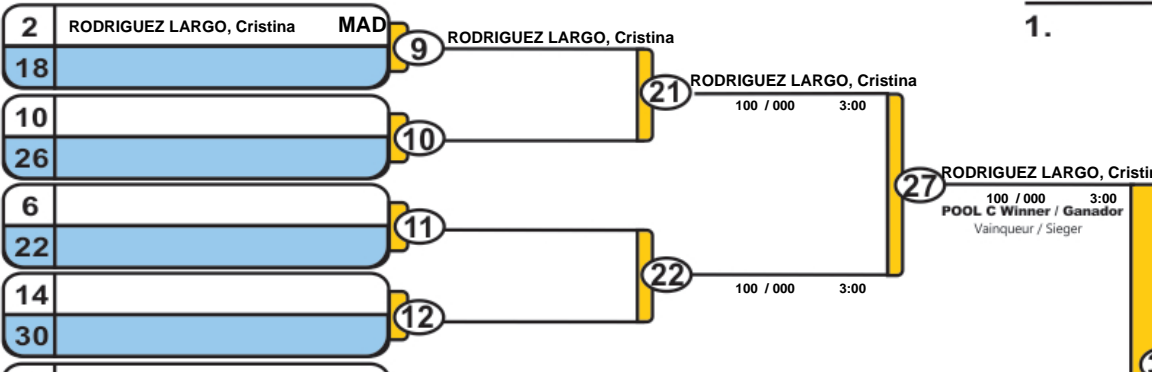 1.
2 RODRIGUEZ LARGO, Cristina MAD
18
9 RODRIGUEZ LARGO, Cristina
21 RODRIGUEZ LARGO, Cristina
100 / 000 3:00
10
26
10
27 RODRIGUEZ LARGO, Cristin
100 / 000 3:00
POOL C Winner / Ganador
Vainqueur / Sieger
6
22
11
22
100 / 000 3:00
14
30
12